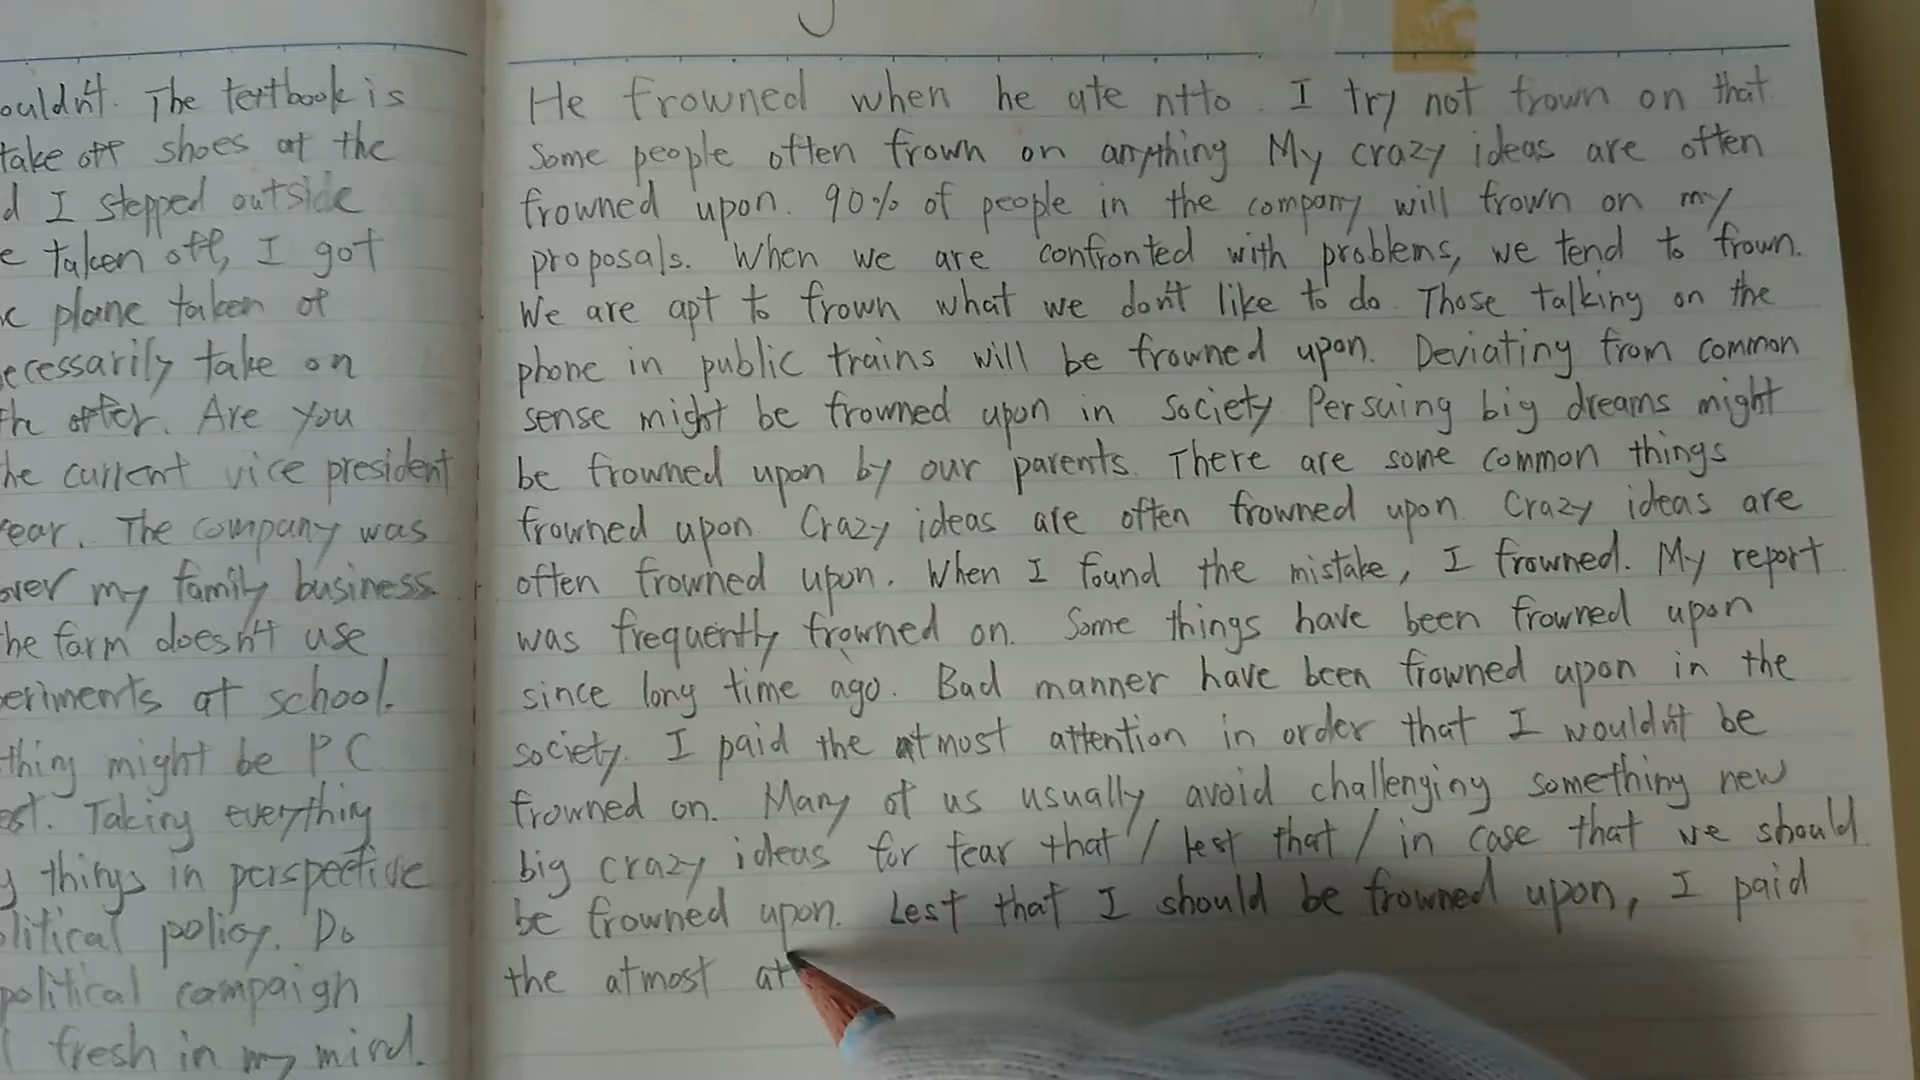 ouldn't. The textbook is
take off shoes at the
d I stepped outside
e taken off, I got
plane taken of
ecessarily take on
the offer. Are you
he current vice president
ear. The company was
over my family business
he farm doesn't use
eriments at school.
thing might be PC
est. Taking everything
y things in perspective
olitical policy. Do
political campaign
fresh in my mind.
He frowned when he ate ntto. I try not frown on that
Some people often frown on anything My crazy ideas are often
frowned upon. 90% of people in the company will frown on my
proposals. When we are confronted with problems, we tend to frown.
We are apt to frown what we don't like to do. Those talking on the
phone in public trains will be frowned upon. Deviating from common
sense might be frowned upon in society Persuing big dreams might
be frowned upon by our parents. There are some common things
frowned upon. Crazy ideas are often frowned upon. Crazy ideas are
often frowned upon. When I found the mistake, I frowned. My report
was frequently frowned on. Some things have been frowned upon
since long time ago. Bad manner have been frowned upon in the
society. I paid the atmost attention in order that I wouldn't be
frowned on. Many of us usually avoid challenging something new
big crazy ideas for fear that / lest that / in case that we should
be frowned upon. Lest that I should be frowned upon, I paid
the atmost at